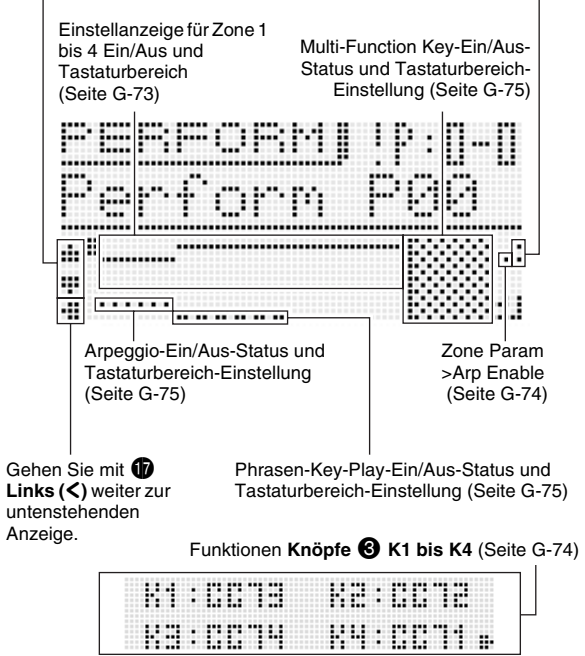 Einstellanzeige für Zone 1
bis 4 Ein/Aus und
Tastaturbereich
(Seite G-73)
Multi-Function Key-Ein/Aus-
Status und Tastaturbereich-
Einstellung (Seite G-75)
PERFORM
!P:0-0
Perform P00
Arpeggio-Ein/Aus-Status und
Tastaturbereich-Einstellung
(Seite G-75)
Zone Param
>Arp Enable
(Seite G-74)
Gehen Sie mit ⓱
Links (<) weiter zur
untenstehenden
Anzeige.
Phrasen-Key-Play-Ein/Aus-Status und
Tastaturbereich-Einstellung (Seite G-75)
Funktionen Knöpfe ❸ K1 bis K4 (Seite G-74)
K1:CC73 K2:CC72
K3:CC74 K4:CC71